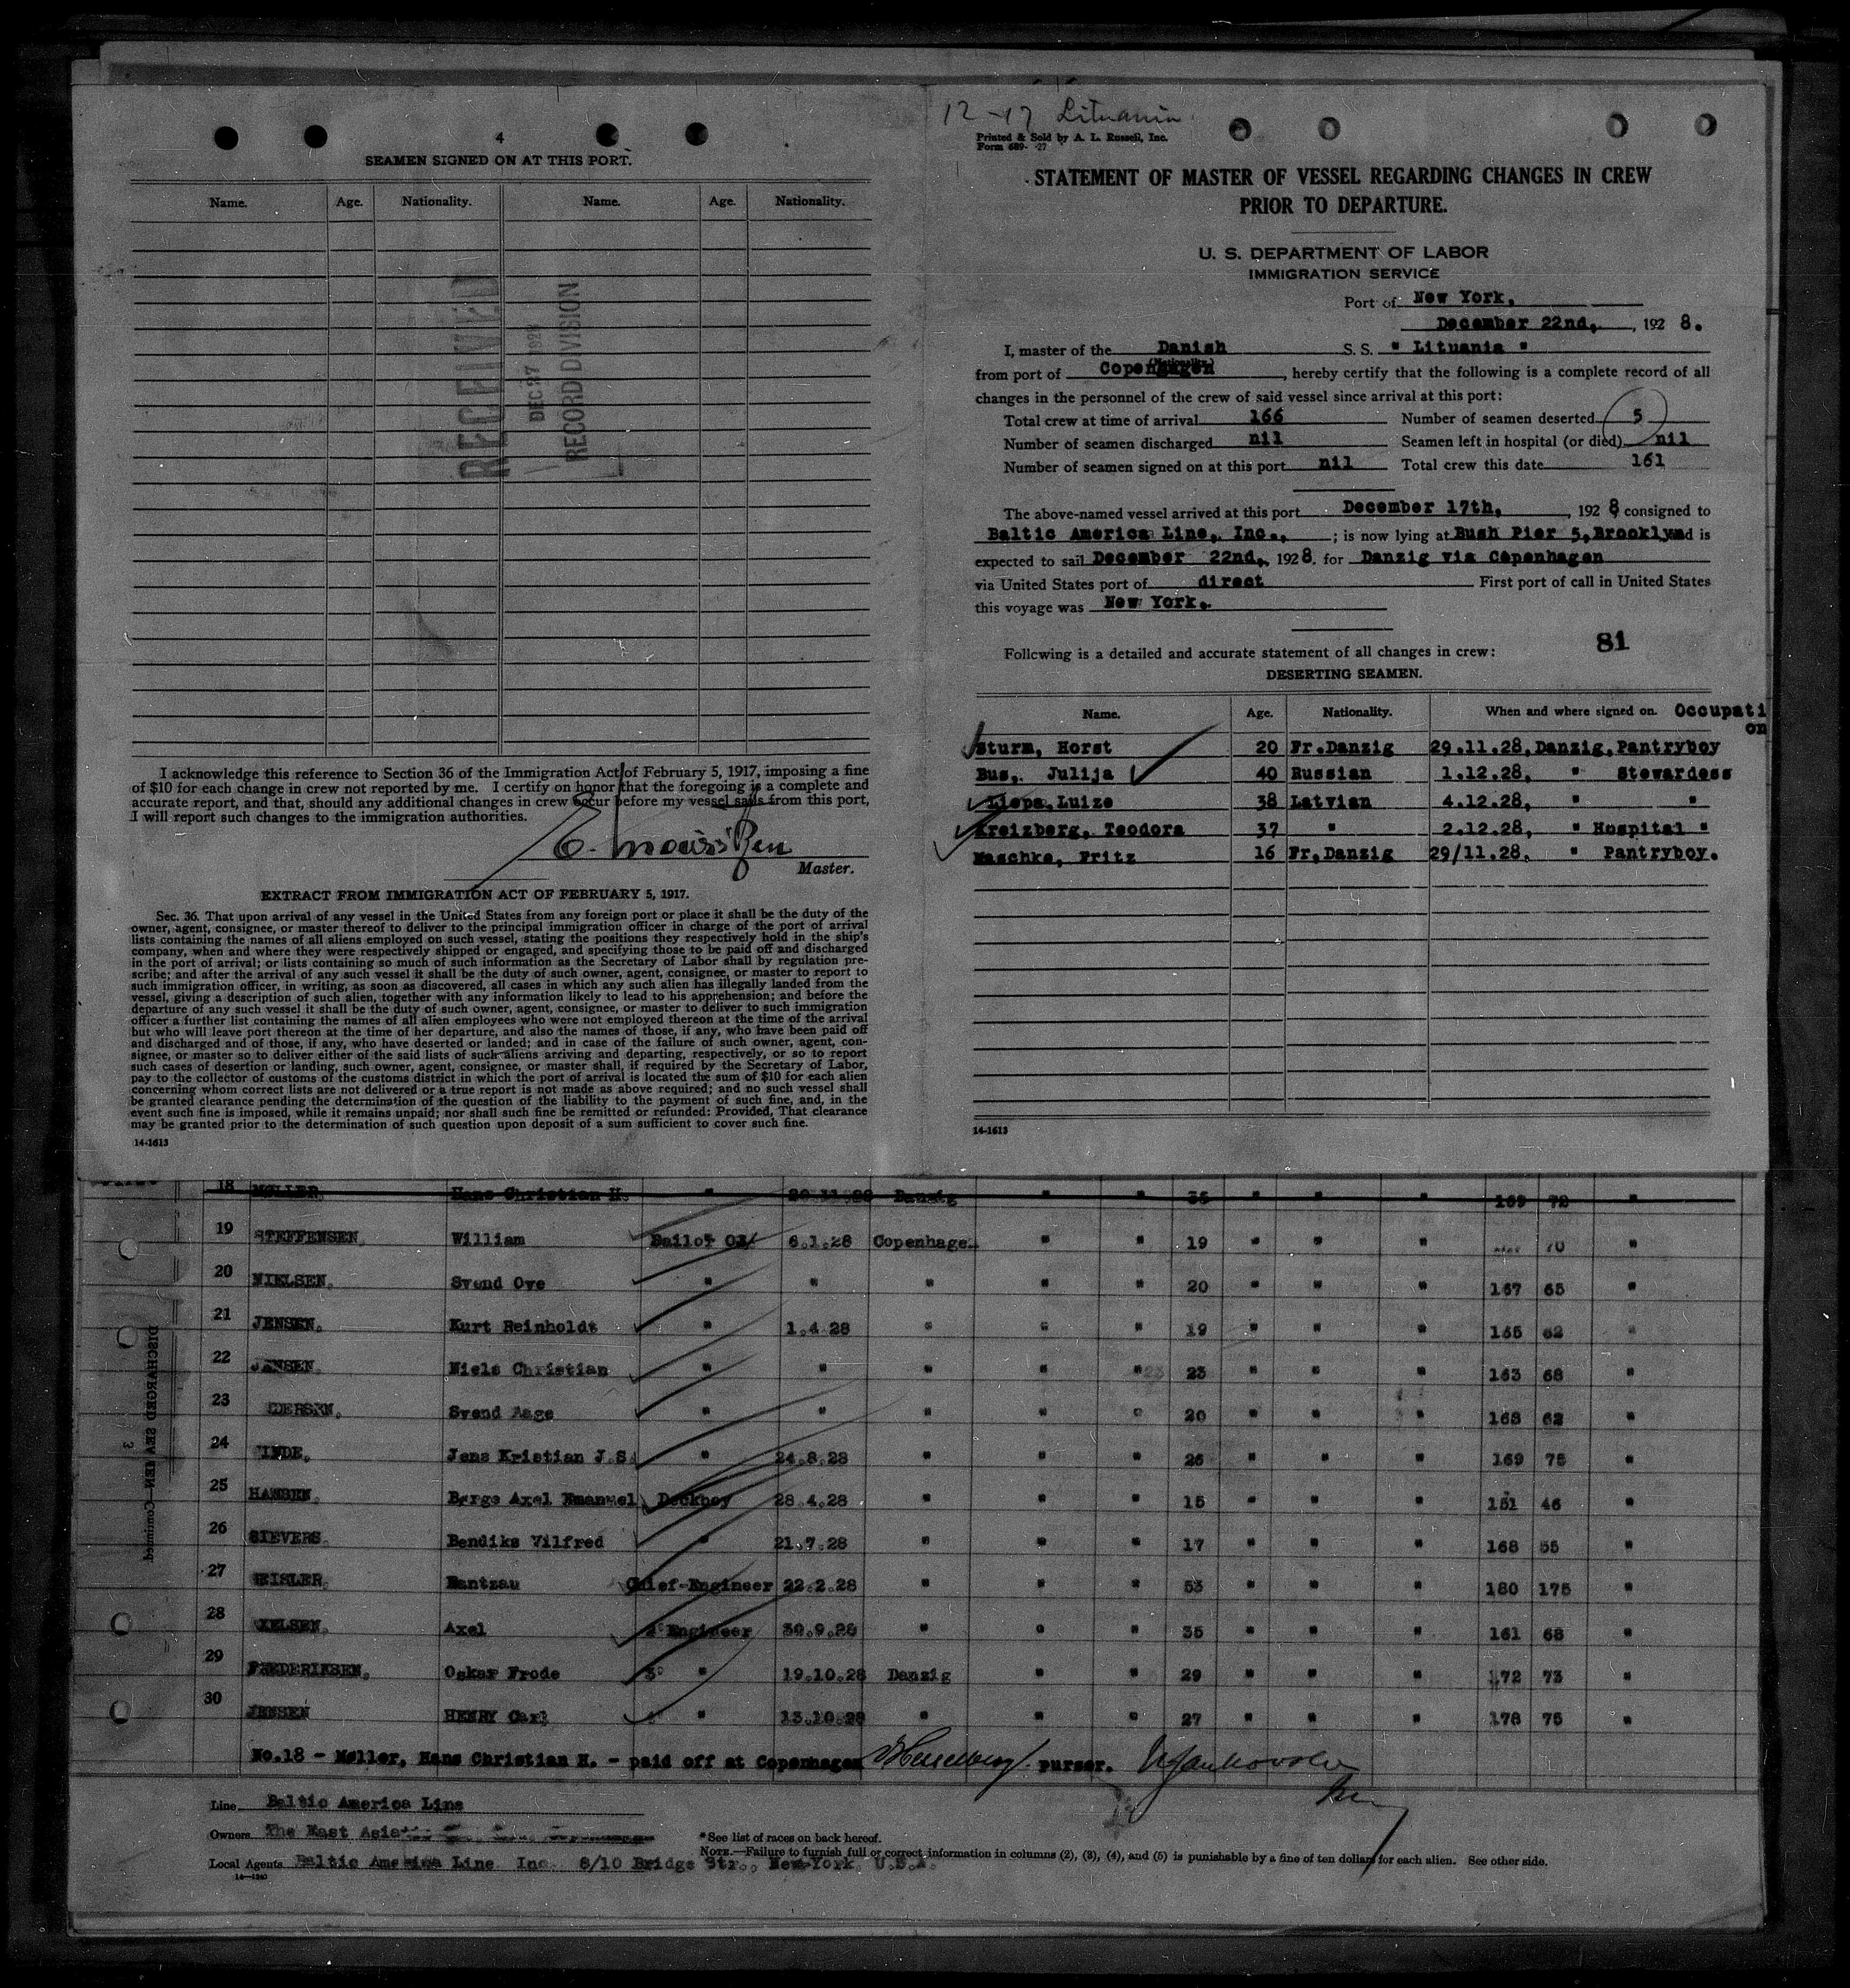 4
SEAMEN SIGNED ON AT THIS PORT.
Name. Age. Nationality. Name. Age. Nationality.
RECEIVED
DEC 27 1928
RECORD DIVISION
I acknowledge this reference to Section 36 of the Immigration Act of February 5, 1917, imposing a fine
of $10 for each change in crew not reported by me. I certify on honor that the foregoing is a complete and
accurate report, and that, should any additional changes in crew occur before my vessel sails from this port,
I will report such changes to the immigration authorities.
Master.
EXTRACT FROM IMMIGRATION ACT OF FEBRUARY 5, 1917.
Sec. 36. That upon arrival of any vessel in the United States from any foreign port or place it shall be the duty of the
owner, agent, consignee, or master thereof to deliver to the principal immigration officer in charge of the port of arrival
lists containing the names of all aliens employed on such vessel, stating the positions they respectively hold in the ship's
company, when and where they were respectively shipped or engaged, and specifying those to be paid off and discharged
in the port of arrival; or lists containing so much of such information as the Secretary of Labor shall by regulation pre-
scribe; and after the arrival of any such vessel it shall be the duty of such owner, agent, consignee, or master to report to
such immigration officer, in writing, as soon as discovered, all cases in which any such alien has illegally landed from the
vessel, giving a description of such alien, together with any information likely to lead to his apprehension; and before the
departure of any such vessel it shall be the duty of such owner, agent, consignee, or master to deliver to such immigration
officer a further list containing the names of all alien employees who were not employed thereon at the time of the arrival
but who will leave port thereon at the time of her departure, and also the names of those, if any, who have been paid off
and discharged and of those, if any, who have deserted or landed; and in case of the failure of such owner, agent, con-
signee, or master so to deliver either of the said lists of such aliens arriving and departing, respectively, or so to report
such cases of desertion or landing, such owner, agent, consignee, or master shall, if required by the Secretary of Labor,
pay to the collector of customs of the customs district in which the port of arrival is located the sum of $10 for each alien
concerning whom correct lists are not delivered or a true report is not made as above required; and no such vessel shall
be granted clearance pending the determination of the question of the liability to the payment of such fine, and, in the
event such fine is imposed, while it remains unpaid; nor shall such fine be remitted or refunded: Provided, That clearance
may be granted prior to the determination of such question upon deposit of a sum sufficient to cover such fine.
14-1613
12-17 Lituania
Printed & Sold by A. L. Russell, Inc.
Form 689- -27
STATEMENT OF MASTER OF VESSEL REGARDING CHANGES IN CREW
PRIOR TO DEPARTURE.
U. S. DEPARTMENT OF LABOR
IMMIGRATION SERVICE
Port of New York,
December 22nd, , 192 8.
I, master of the Danish S. S. " Lituania "
(Nationality.)
from port of Copenhagen , hereby certify that the following is a complete record of all
changes in the personnel of the crew of said vessel since arrival at this port:
Total crew at time of arrival 166 Number of seamen deserted 5
Number of seamen discharged nil Seamen left in hospital (or died) nil
Number of seamen signed on at this port nil Total crew this date 161
The above-named vessel arrived at this port December 17th, , 192 8 consigned to
Baltic America Line, Inc., ; is now lying at Bush Pier 5, Brooklyn d is
expected to sail December 22nd, 192 8. for Danzig via Copenhagen
via United States port of direct First port of call in United States
this voyage was New York.
81
Following is a detailed and accurate statement of all changes in crew:
DESERTING SEAMEN.
Name. Age. Nationality. When and where signed on. Occupati
on
Sturm, Horst 20 Fr.Danzig 29.11.28, Danzig, Pantryboy
Bus, Julija 40 Russian 1.12.28, " Stewardess
Liepa, Luize 38 Latvian 4.12.28, " "
Kreizberg, Teodora 37 " 2.12.28, " Hospital "
Maschke, Fritz 16 Fr.Danzig 29/11.28. " Pantryboy.
14-1613
18 MØLLER Hans Christian H. " Danzig " " 35 " " " 169 72 "
19 STEFFENSEN, William 6.1.28 Copenhage. " " 19 " " " 70 "
20 NIELSEN, Svend Ove " " " " " 20 " " " 167 65 "
21 JENSEN, Kurt Reinholdt " 1.4.28 " " " 19 " " " 165 62 "
22 JENSEN, Niels Christian " " " " " 23 23 " " " 163 68 "
23 Svend Aage " " " " " 20 " " " 168 62 "
24 Jens Kristian J.S. " 24.8.28 " " " 26 " " " 169 75 "
25 HANSEN, Børge Axel Emanuel Deckboy 28.4.28 " " " 15 " " " 151 46 "
26 SIEVERS. Bendiks Vilfred " 21.7.28 " " " 17 " " " 168 55 "
27 Rantzau Chief-Engineer 22.2.28 " " " 53 " " " 180 175 "
28 Axel 2° Engineer 30.9.28 " " " 35 " " " 161 68 "
29 FREDERIKSEN, Oskar Frode 3° " 19.10.28 Danzig " " 29 " " " 172 73 "
30 JENSEN HENRY Carl " 13.10.28 " " " 27 " " " 178 75 "
No.18 - Møller, Hans Christian H. - paid off at Copenhagen purser.
DISCHARGED SEAMEN—Continued.
3
Line Baltic America Line
Owners The East Asia
*See list of races on back hereof.
NOTE.—Failure to furnish full or correct information in columns (2), (3), (4), and (5) is punishable by a fine of ten dollars for each alien. See other side.
Local Agents Baltic America Line Inc. 8/10 Bridge Str., New-York U.S.A.
14—1240